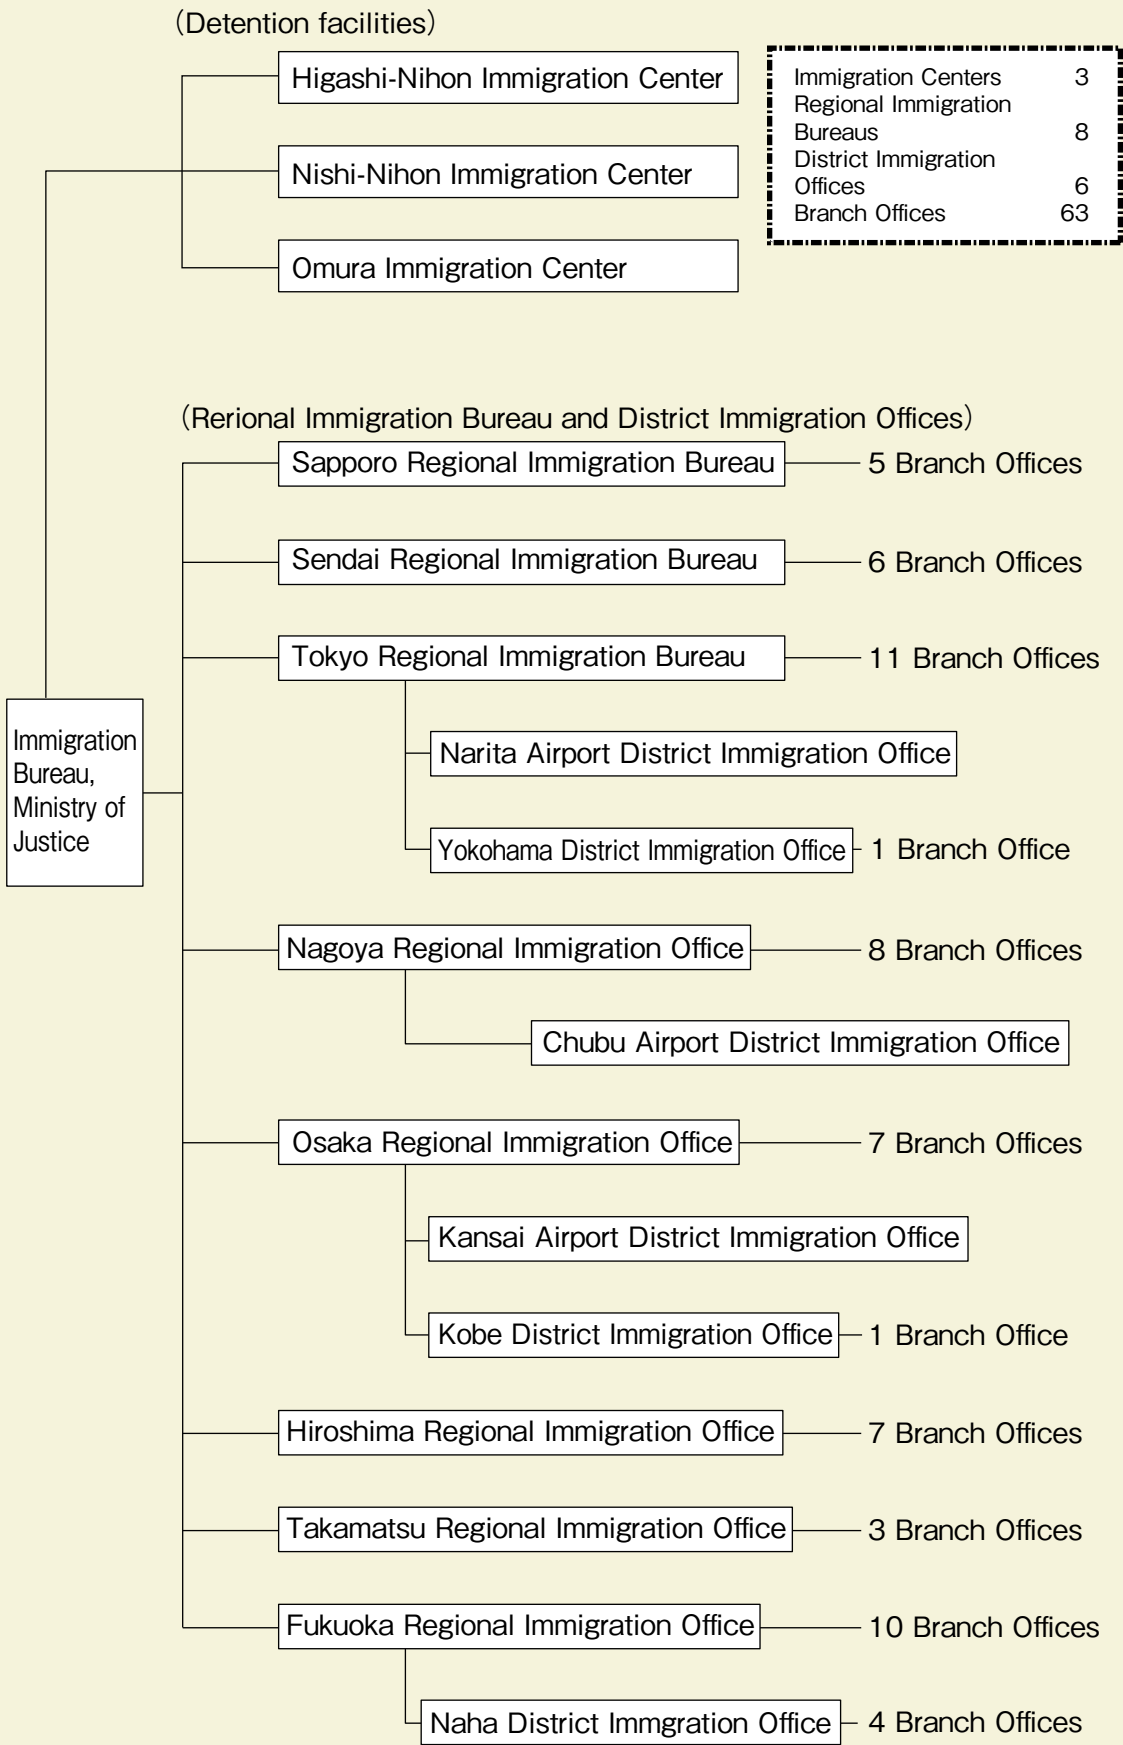 (Detention facilities)
Higashi-Nihon Immigration Center
Nishi-Nihon Immigration Center
Omura Immigration Center
Immigration Centers 3
Regional Immigration
Bureaus 8
District Immigration
Offices 6
Branch Offices 63
(Rerional Immigration Bureau and District Immigration Offices)
Sapporo Regional Immigration Bureau 5 Branch Offices
Sendai Regional Immigration Bureau 6 Branch Offices
Tokyo Regional Immigration Bureau 11 Branch Offices
Narita Airport District Immigration Office
Yokohama District Immigration Office 1 Branch Office
Immigration
Bureau,
Ministry of
Justice
Nagoya Regional Immigration Office 8 Branch Offices
Chubu Airport District Immigration Office
Osaka Regional Immigration Office 7 Branch Offices
Kansai Airport District Immigration Office
Kobe District Immigration Office 1 Branch Office
Hiroshima Regional Immigration Office 7 Branch Offices
Takamatsu Regional Immigration Office 3 Branch Offices
Fukuoka Regional Immigration Office 10 Branch Offices
Naha District Immgration Office 4 Branch Offices